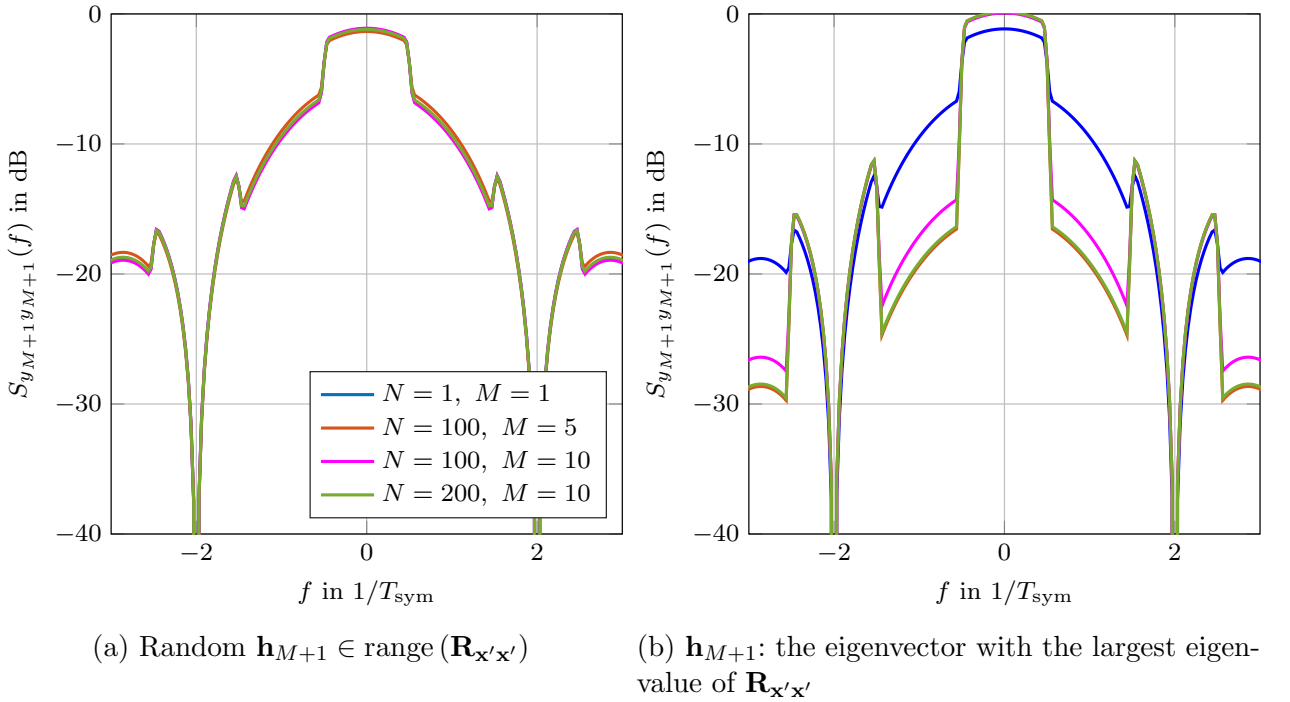 0
−10
−20
−30
−40
−2
0
2
f in 1/T_sym
S_{y_{M+1}y_{M+1}}(f) in dB
N = 1, M = 1
N = 100, M = 5
N = 100, M = 10
N = 200, M = 10
(a) Random h_{M+1} ∈ range (R_{x′x′})
0
−10
−20
−30
−40
−2
0
2
f in 1/T_sym
S_{y_{M+1}y_{M+1}}(f) in dB
(b) h_{M+1}: the eigenvector with the largest eigen-
value of R_{x′x′}